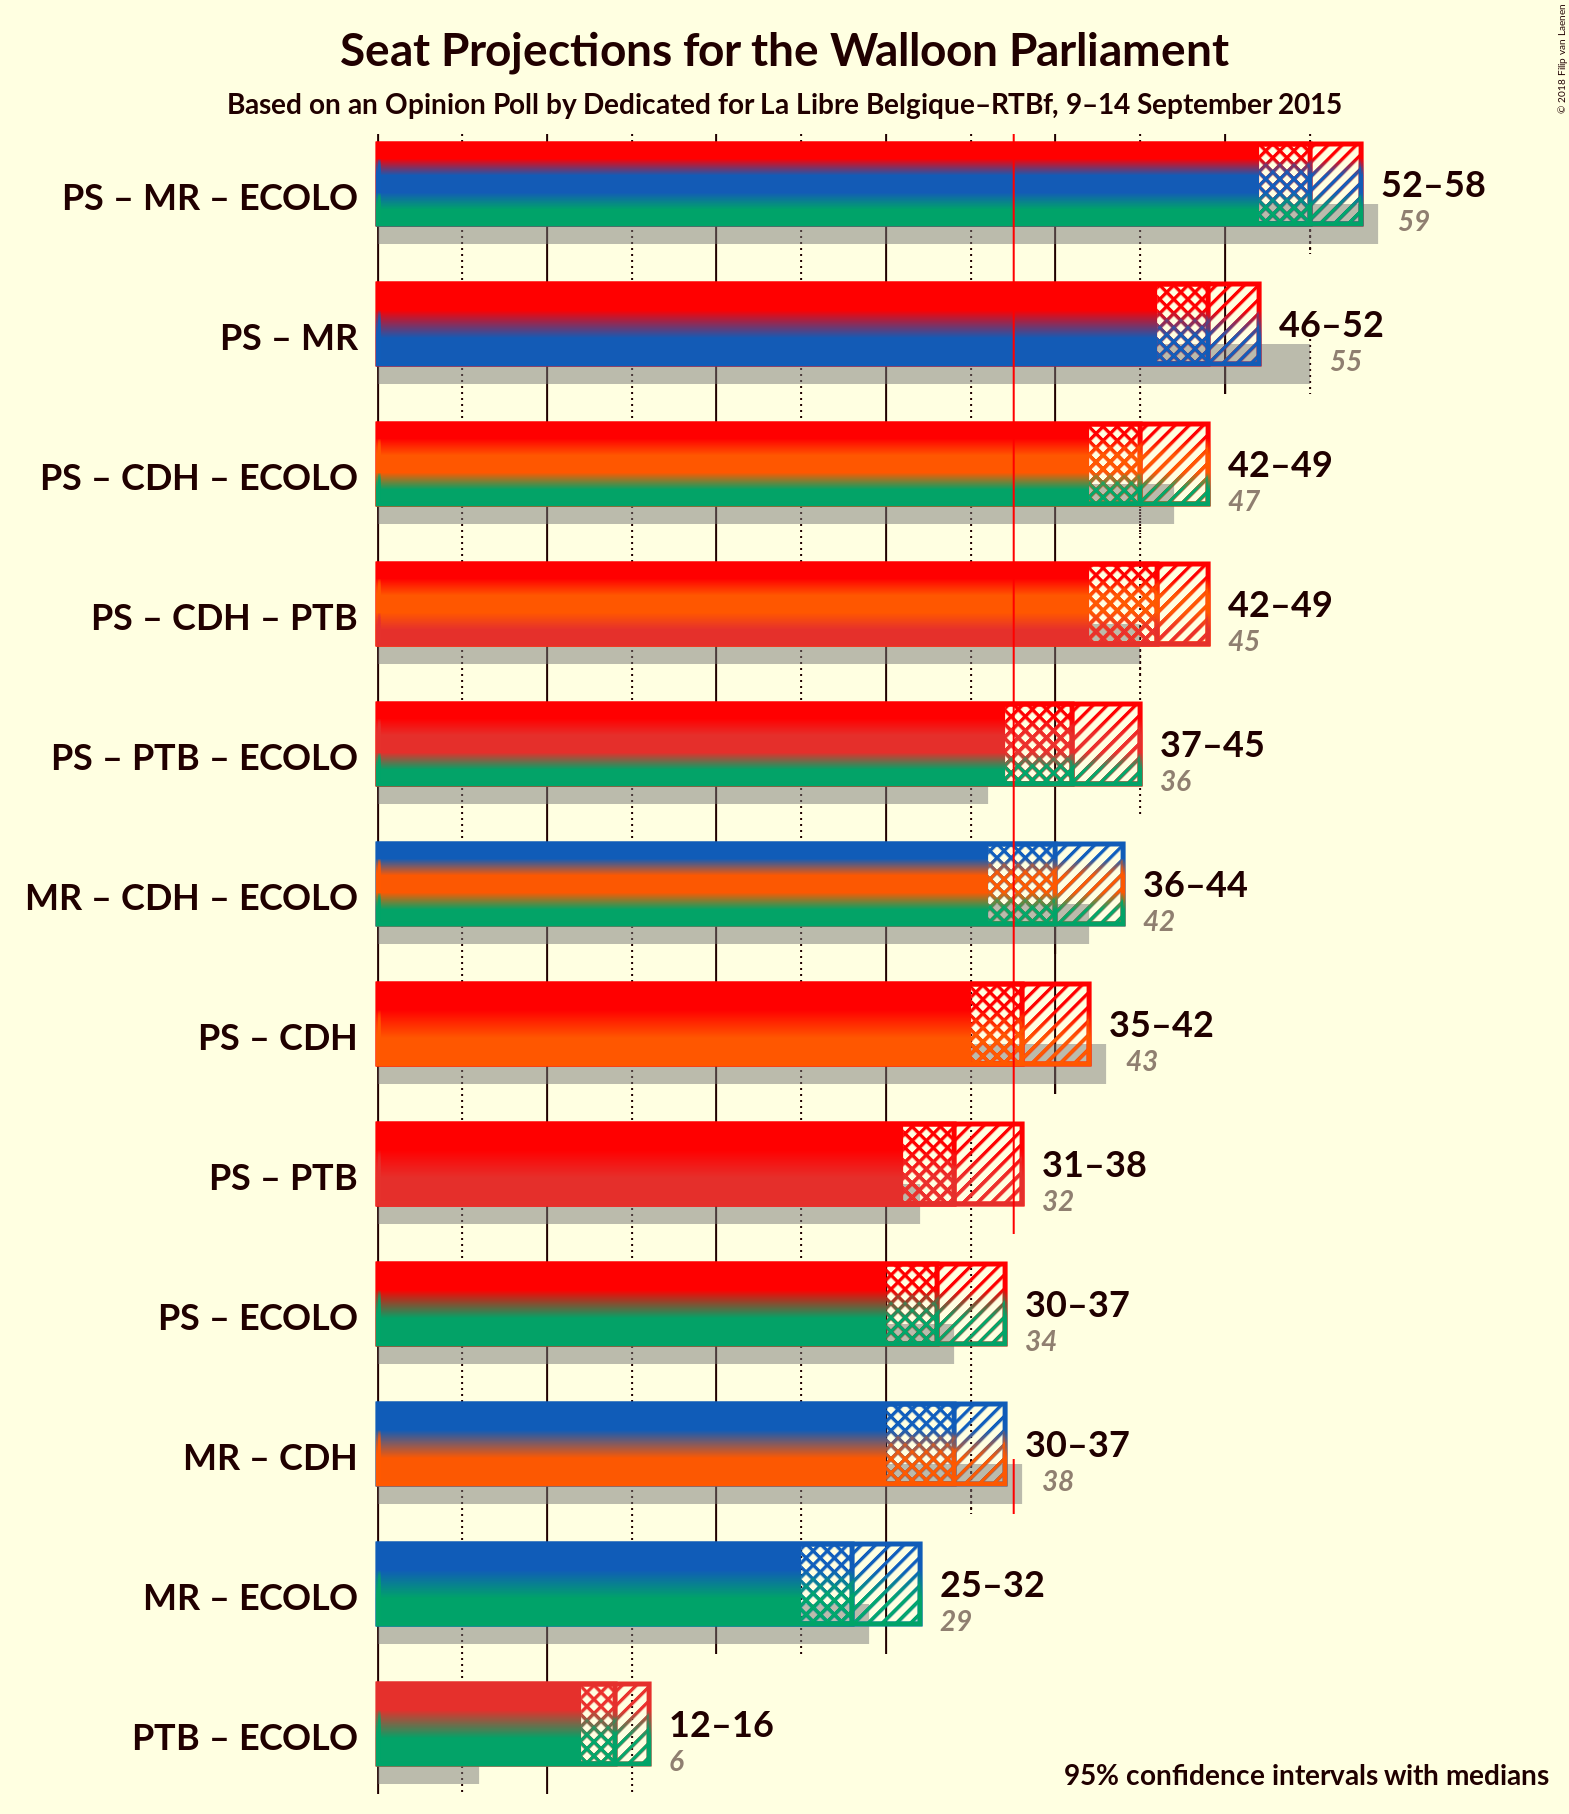 Seat Projections for the Walloon Parliament
Based on an Opinion Poll by Dedicated for La Libre Belgique–RTBf, 9–14 September 2015
© 2018 Filip van Laenen
PS – MR – ECOLO
52–58
59
PS – MR
46–52
55
PS – CDH – ECOLO
42–49
47
PS – CDH – PTB
42–49
45
PS – PTB – ECOLO
37–45
36
MR – CDH – ECOLO
36–44
42
PS – CDH
35–42
43
PS – PTB
31–38
32
PS – ECOLO
30–37
34
MR – CDH
30–37
38
MR – ECOLO
25–32
29
PTB – ECOLO
12–16
6
95% confidence intervals with medians